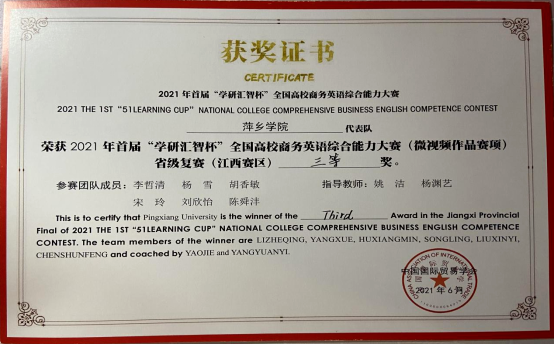 获奖证书
CERTIFICATE
2021年首届“学研汇智杯”全国高校商务英语综合能力大赛
2021 THE 1ST "51LEARNING CUP" NATIONAL COLLEGE COMPREHENSIVE BUSINESS ENGLISH COMPETENCE CONTEST
萍乡学院 代表队
荣获 2021 年首届“学研汇智杯”全国高校商务英语综合能力大赛（微视频作品赛项）
省级复赛（江西赛区） 三等 奖。
参赛团队成员：李哲清 杨雪 胡香敏 指导教师：姚洁 杨渊艺
宋玲 刘欣怡 陈舜沣
This is to certify that Pingxiang University is the winner of the Third Award in the Jiangxi Provincial
Final of 2021 THE 1ST "51LEARNING CUP" NATIONAL COLLEGE COMPREHENSIVE BUSINESS ENGLISH COMPETENCE
CONTEST. The team members of the winner are LIZHEQING, YANGXUE, HUXIANGMIN, SONGLING, LIUXINYI,
CHENSHUNFENG and coached by YAOJIE and YANGYUANYI.
中国国际贸易学会
2021年6月
CHINA ASSOCIATION OF INTERNATIONAL TRADE